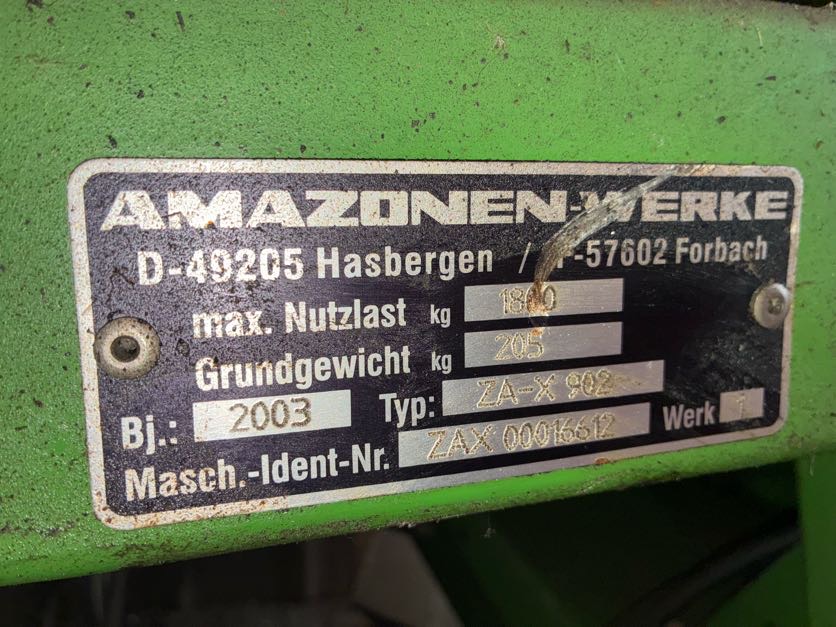 AMAZONEN-WERKE
D-49205 Hasbergen / F-57602 Forbach
max. Nutzlast kg 1800
Grundgewicht kg 205
Bj.: 2003 Typ: ZA-X 902
Masch.-Ident-Nr. ZAX 00016612 Werk 1